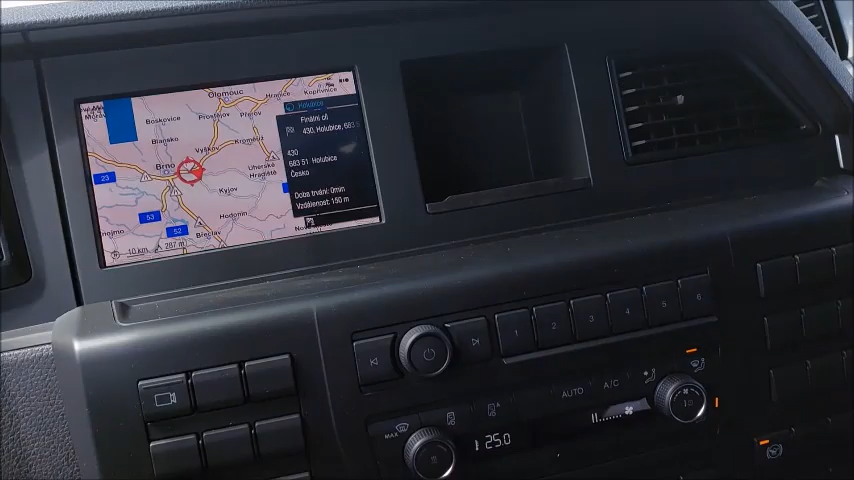 Holubice
Finální cíl
430, Holubice, 683
430
683 51 Holubice
Česko
Doba trvání: 0min
Vzdálenost: 150 m
Olomouc
Hranice
Kopřivnice
Boskovice
Prostějov
Přerov
Blansko
Vyškov
Kroměříž
Brno
Uherské
Hradiště
23
Kyjov
53
Hodonín
52
Břeclav
10 km
287 m
1
2
3
4
5
6
AUTO
A/C
MAX
25.0